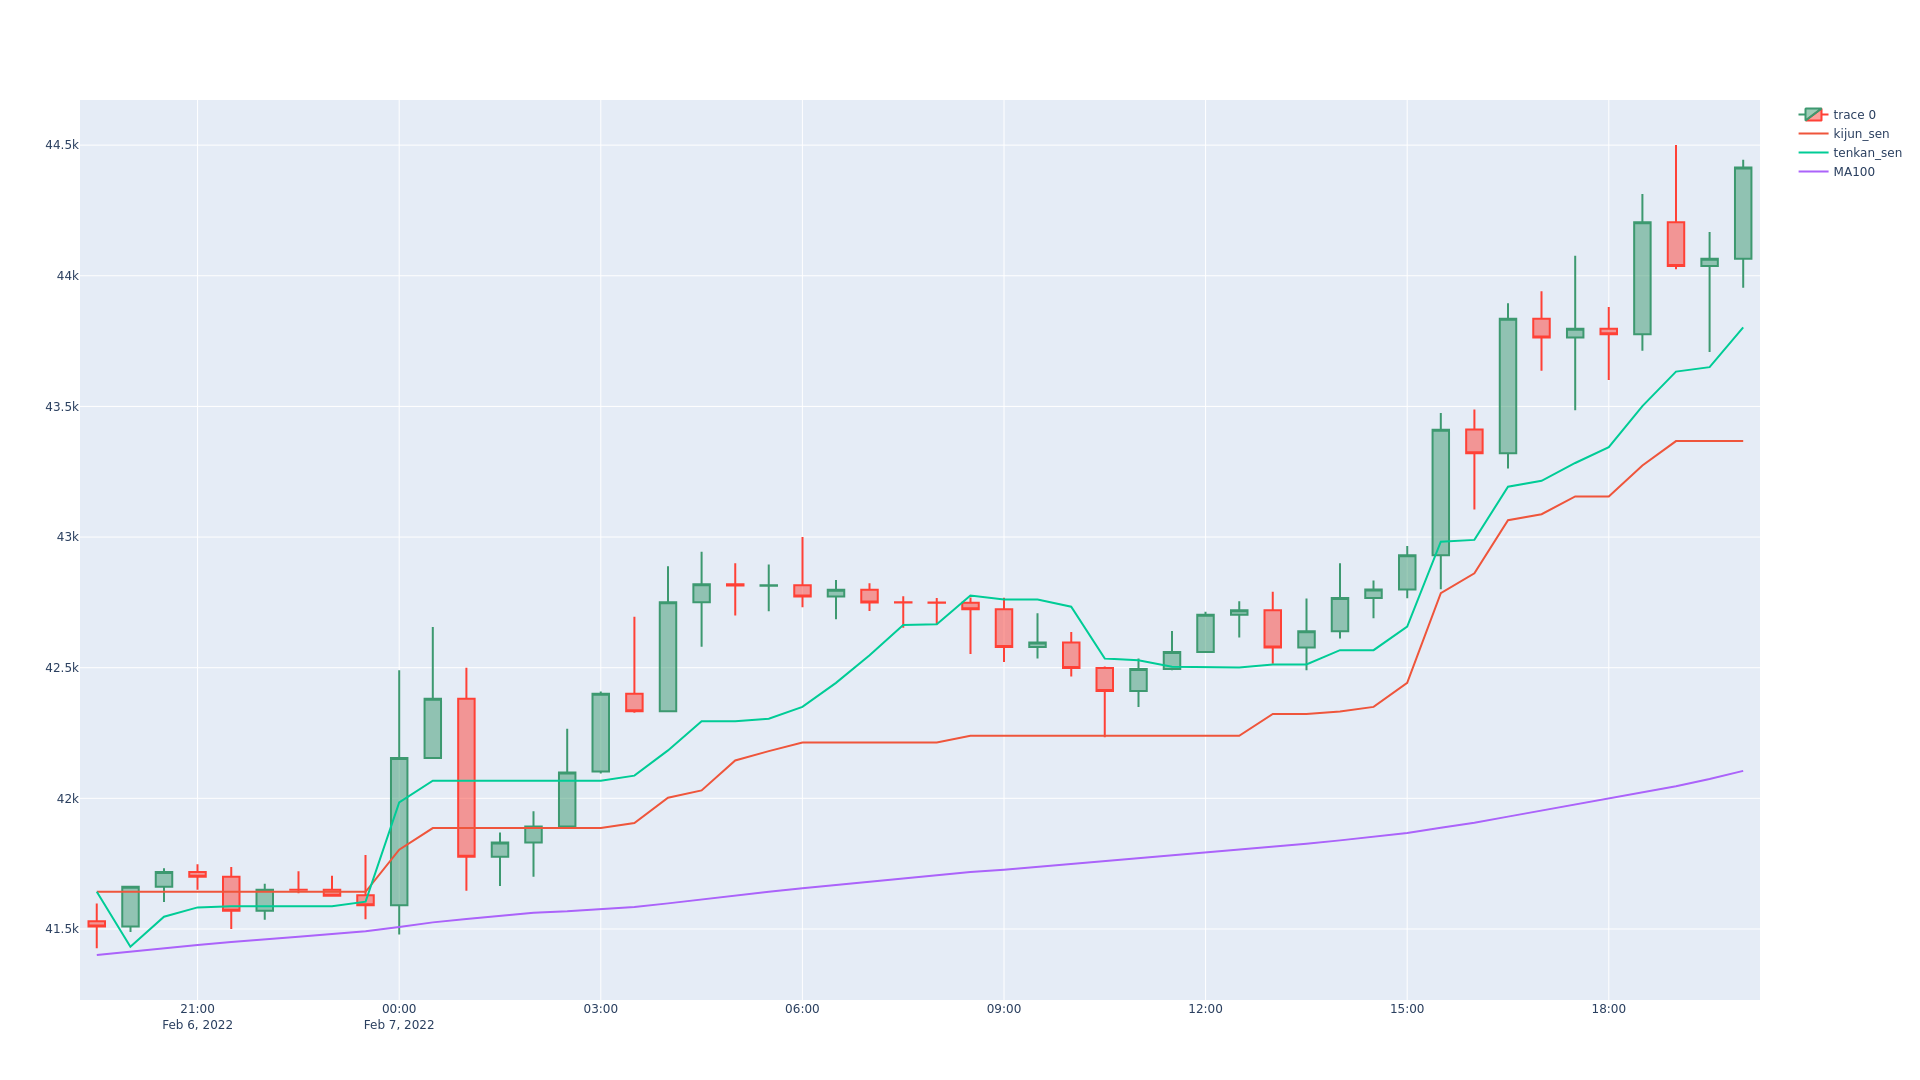 44.5k
44k
43.5k
43k
42.5k
42k
41.5k
21:00
Feb 6, 2022
00:00
Feb 7, 2022
03:00
06:00
09:00
12:00
15:00
18:00
trace 0
kijun_sen
tenkan_sen
MA100